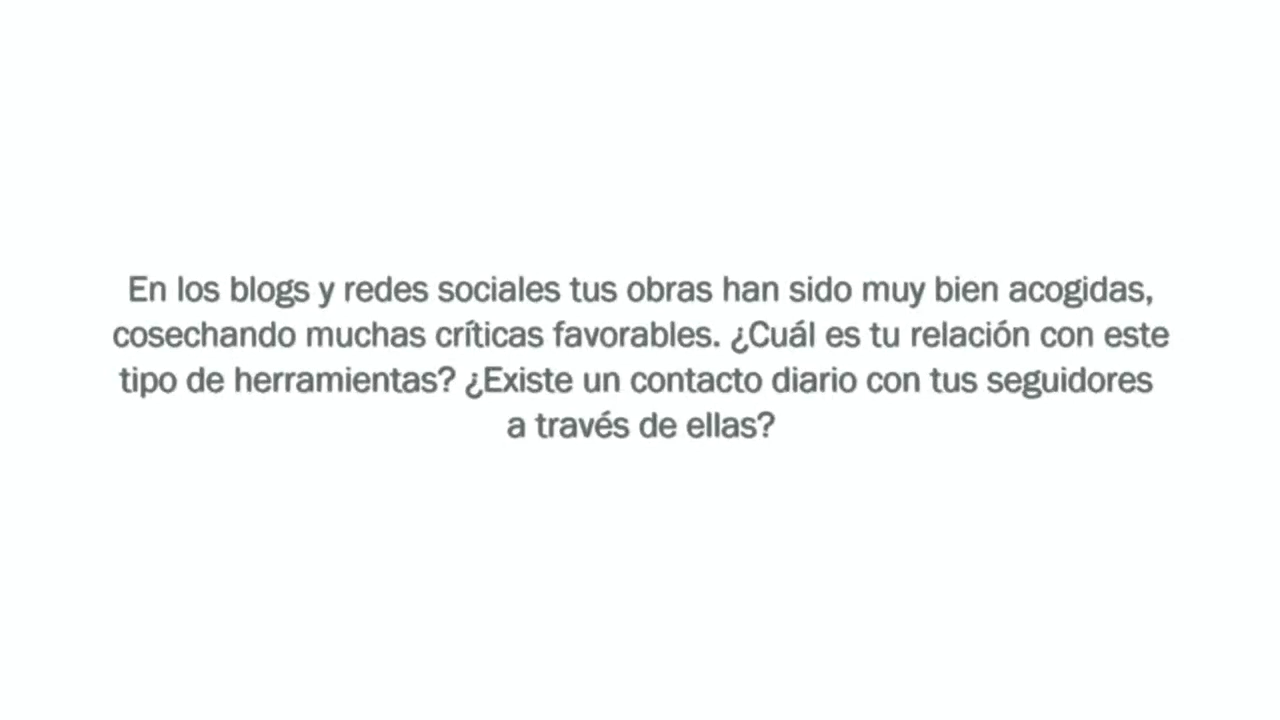 En los blogs y redes sociales tus obras han sido muy bien acogidas,
cosechando muchas críticas favorables. ¿Cuál es tu relación con este
tipo de herramientas? ¿Existe un contacto diario con tus seguidores
a través de ellas?